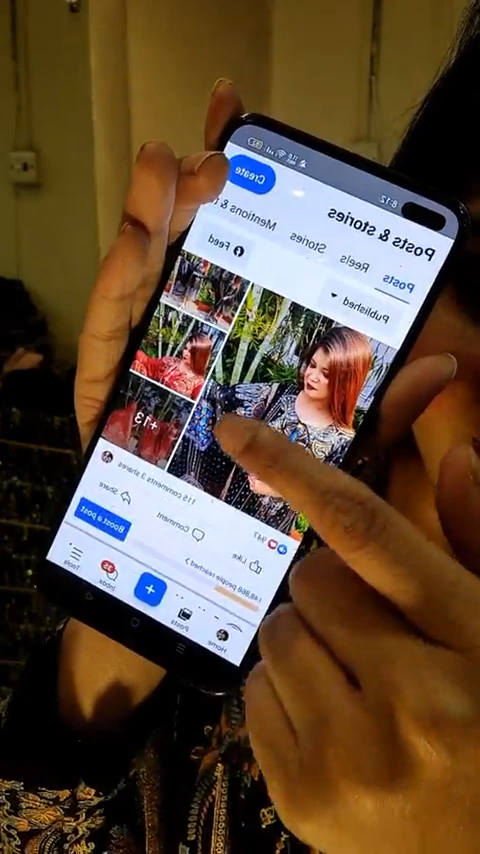 8:12
Posts & stories
Create
Posts
Reels
Stories
Mentions & t
Published
Feed
+13
947
115 comments 3 shares
Like
Comment
Share
people reached
Boost a post
Home
Posts
Inbox
Tools